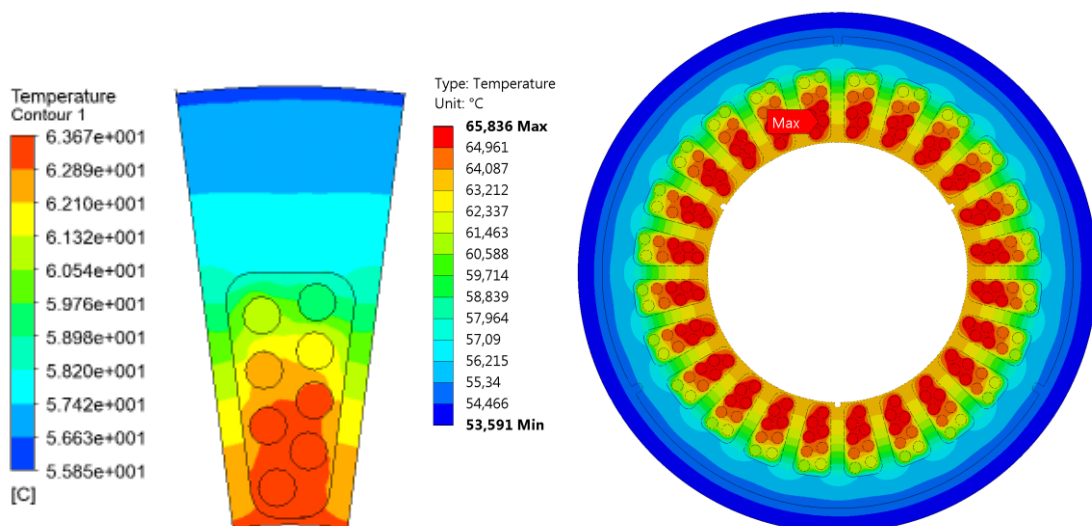 Temperature
Contour 1
6.367e+001
6.289e+001
6.210e+001
6.132e+001
6.054e+001
5.976e+001
5.898e+001
5.820e+001
5.742e+001
5.663e+001
5.585e+001
[C]
Type: Temperature
Unit: °C
65,836 Max
64,961
64,087
63,212
62,337
61,463
60,588
59,714
58,839
57,964
57,09
56,215
55,34
54,466
53,591 Min
Max